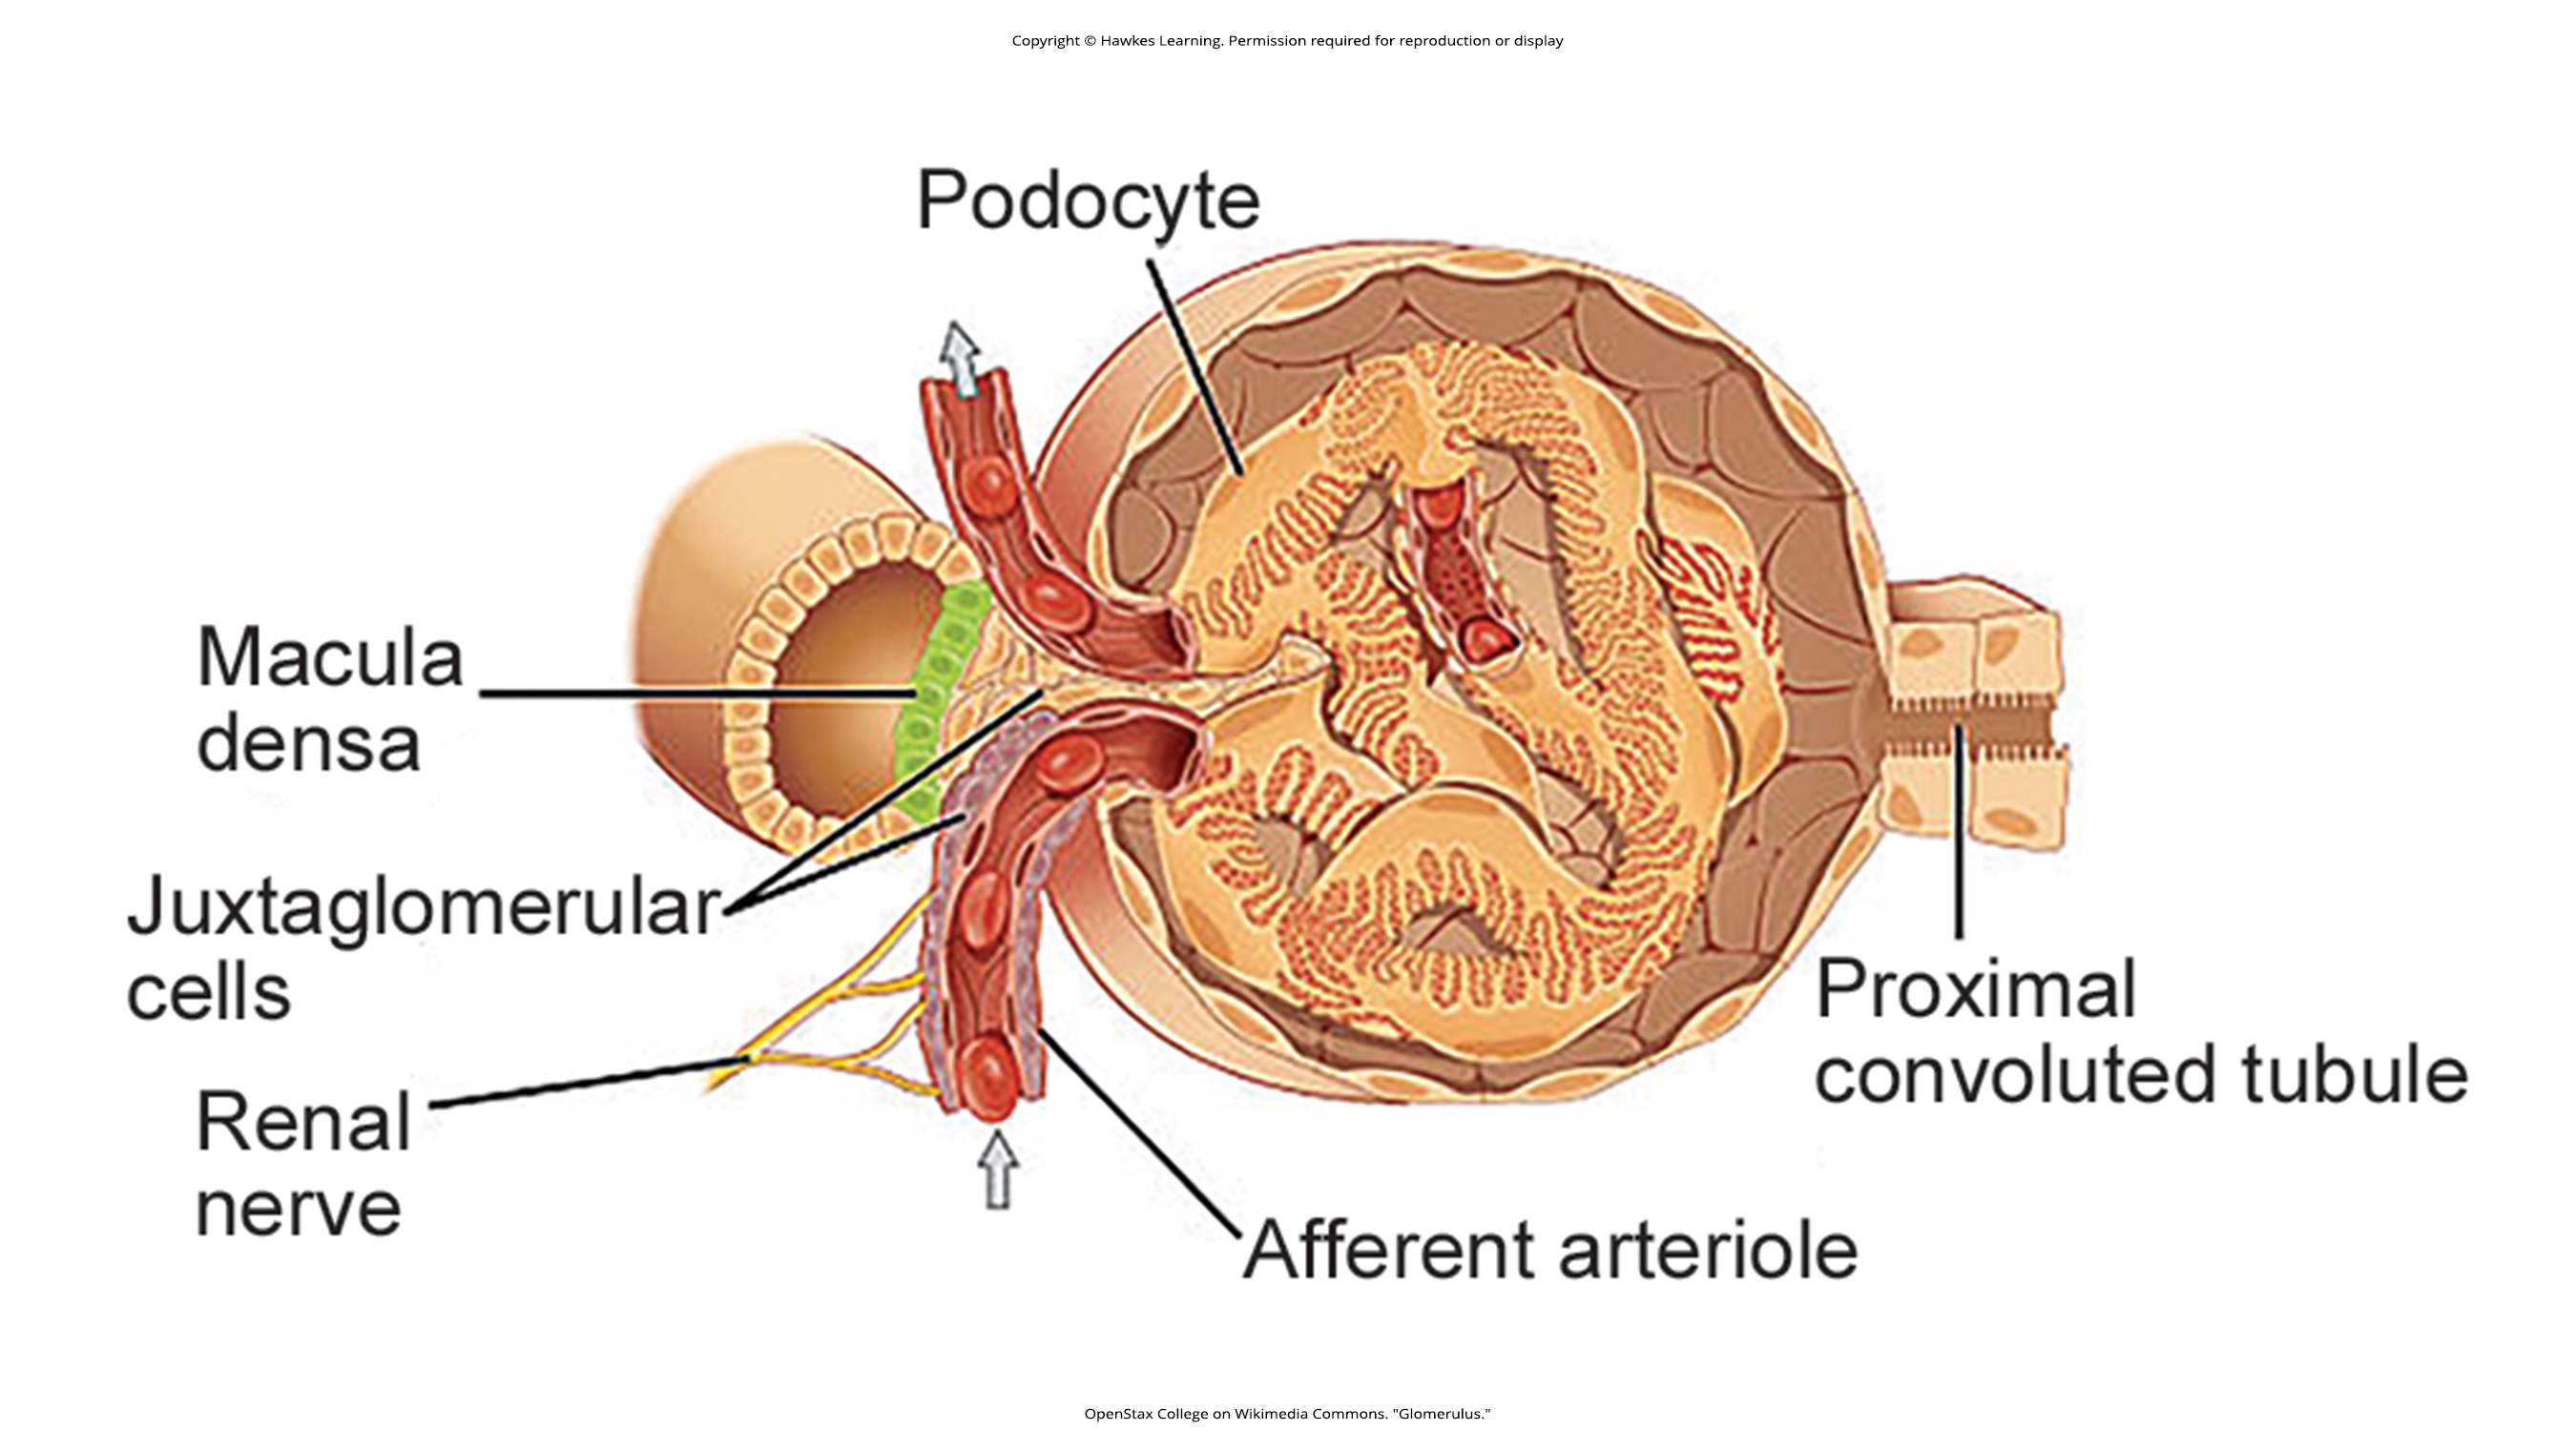 Copyright © Hawkes Learning. Permission required for reproduction or display
Podocyte
Macula
densa
Juxtaglomerular
cells
Renal
nerve
Proximal
convoluted tubule
Afferent arteriole
OpenStax College on Wikimedia Commons. "Glomerulus."